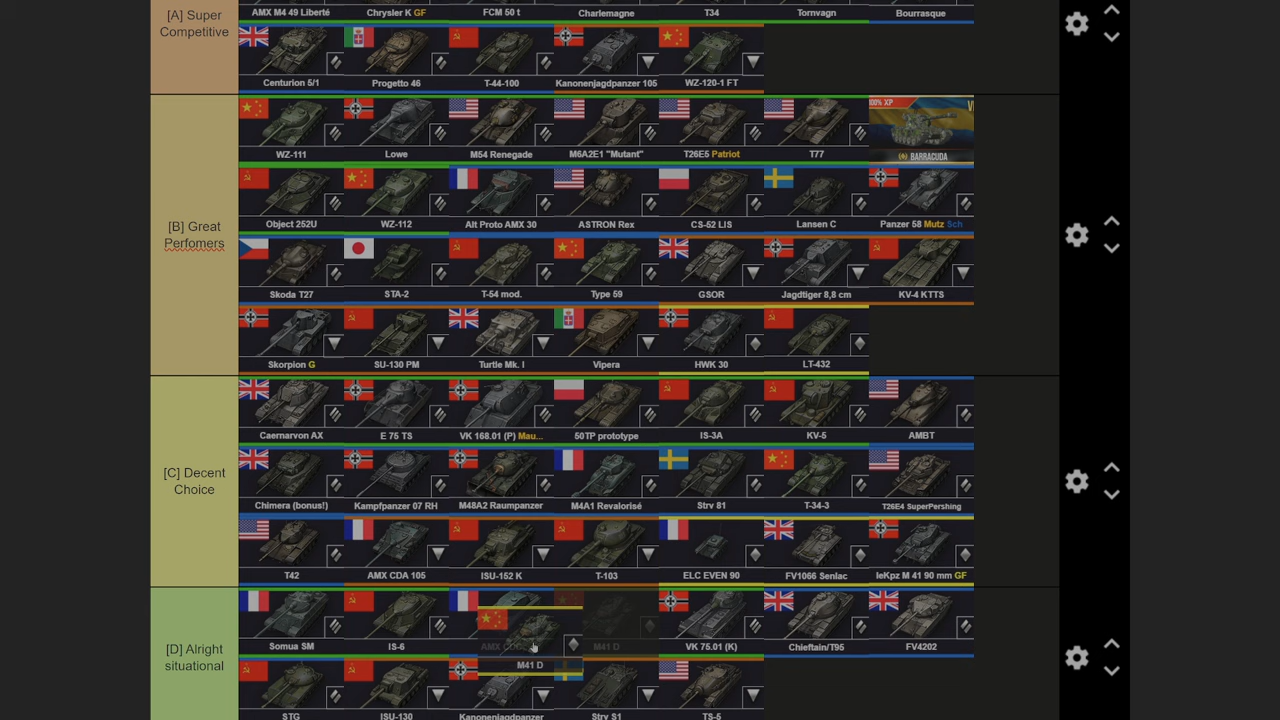 [A] Super
Competitive
AMX M4 49 Liberté Chrysler K GF FCM 50 t Charlemagne T34 Tornvagn Bourrasque
Centurion 5/1 Progetto 46 T-44-100 Kanonenjagdpanzer 105 WZ-120-1 FT
[B] Great
Perfomers
WZ-111 Lowe M54 Renegade M6A2E1 "Mutant" T26E5 Patriot T77 BARRACUDA
Object 252U WZ-112 Alt Proto AMX 30 ASTRON Rex CS-52 LIS Lansen C Panzer 58 Mutz Sch
Skoda T27 STA-2 T-54 mod. Type 59 GSOR Jagdtiger 8,8 cm KV-4 KTTS
Skorpion G SU-130 PM Turtle Mk. I Vipera HWK 30 LT-432
[C] Decent
Choice
Caernarvon AX E 75 TS VK 168.01 (P) Mau... 50TP prototype IS-3A KV-5 AMBT
Chimera (bonus!) Kampfpanzer 07 RH M48A2 Raumpanzer M4A1 Revalorisé Strv 81 T-34-3 T26E4 SuperPershing
T42 AMX CDA 105 ISU-152 K T-103 ELC EVEN 90 FV1066 Senlac leKpz M 41 90 mm GF
[D] Alright
situational
Somua SM IS-6 AMX M41 D VK 75.01 (K) Chieftain/T95 FV4202
M41 D
STG ISU-130 Kanonenjagdpanzer Strv S1 TS-5